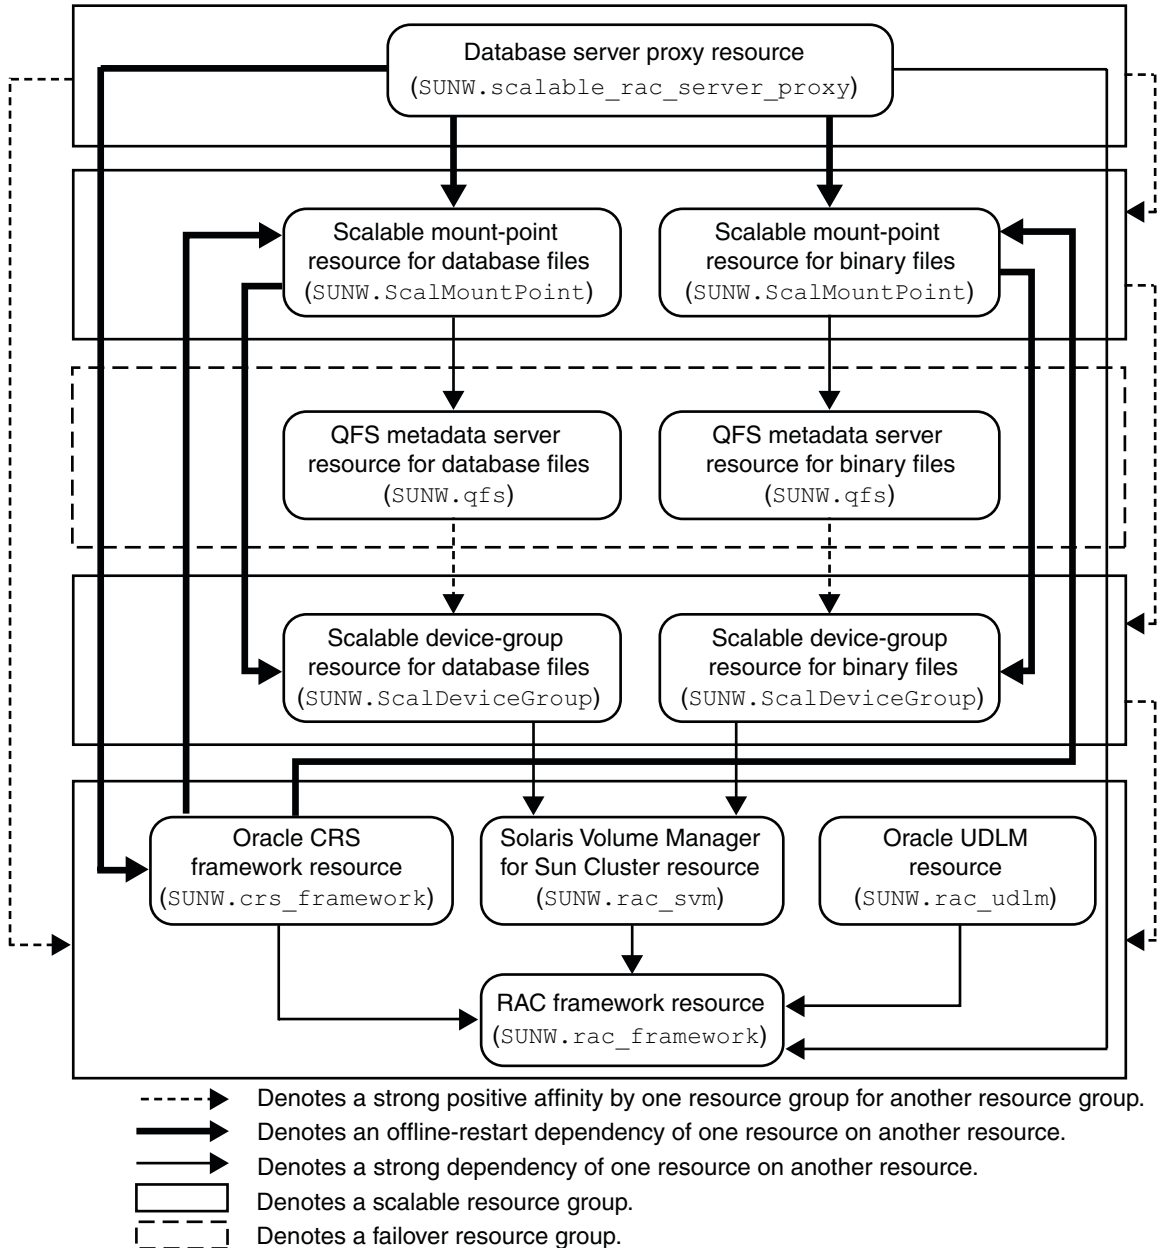 Database server proxy resource
(SUNW.scalable_rac_server_proxy)
Scalable mount-point
resource for database files
(SUNW.ScalMountPoint)
Scalable mount-point
resource for binary files
(SUNW.ScalMountPoint)
QFS metadata server
resource for database files
(SUNW.qfs)
QFS metadata server
resource for binary files
(SUNW.qfs)
Scalable device-group
resource for database files
(SUNW.ScalDeviceGroup)
Scalable device-group
resource for binary files
(SUNW.ScalDeviceGroup)
Oracle CRS
framework resource
(SUNW.crs_framework)
Solaris Volume Manager
for Sun Cluster resource
(SUNW.rac_svm)
Oracle UDLM
resource
(SUNW.rac_udlm)
RAC framework resource
(SUNW.rac_framework)
Denotes a strong positive affinity by one resource group for another resource group.
Denotes an offline-restart dependency of one resource on another resource.
Denotes a strong dependency of one resource on another resource.
Denotes a scalable resource group.
Denotes a failover resource group.